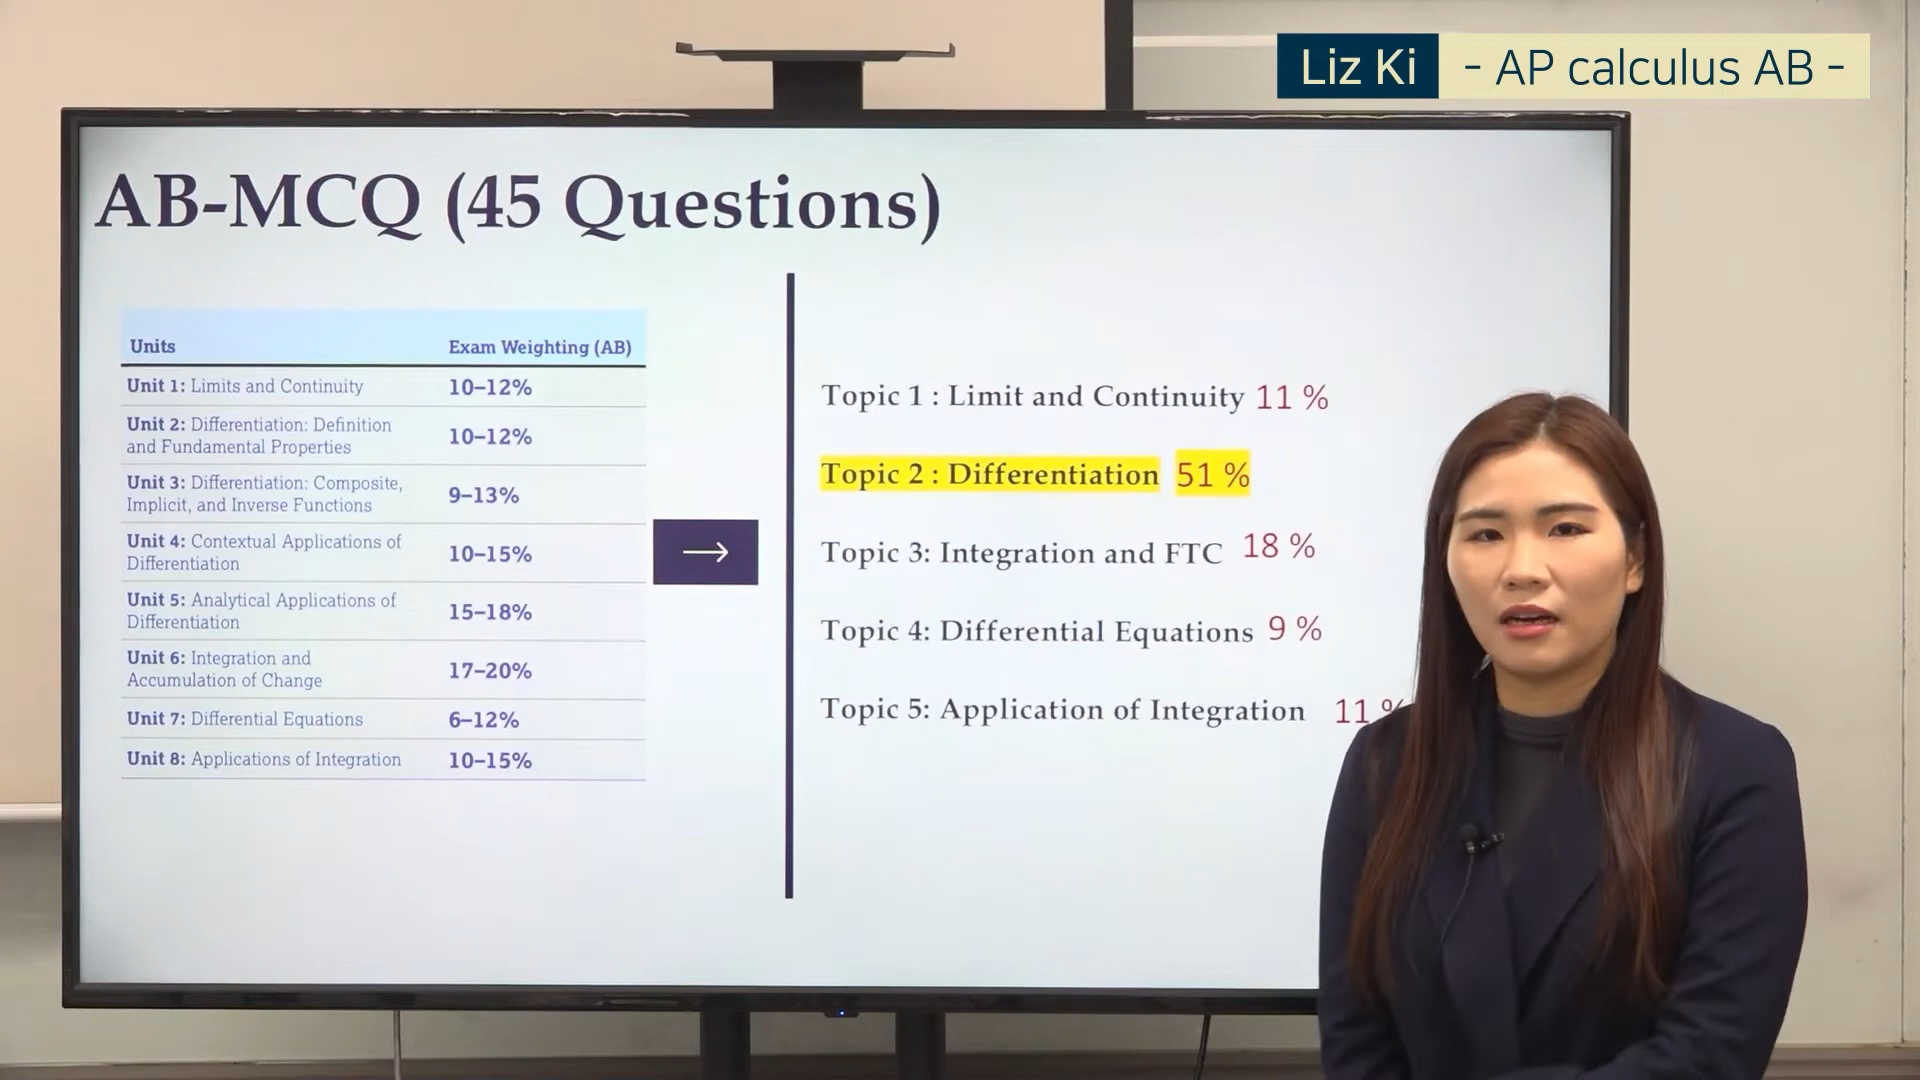 Liz Ki - AP calculus AB -
AB-MCQ (45 Questions)
Units Exam Weighting (AB)
Unit 1: Limits and Continuity 10–12%
Unit 2: Differentiation: Definition
and Fundamental Properties
10–12%
Unit 3: Differentiation: Composite,
Implicit, and Inverse Functions
9–13%
Unit 4: Contextual Applications of
Differentiation
10–15%
Unit 5: Analytical Applications of
Differentiation
15–18%
Unit 6: Integration and
Accumulation of Change
17–20%
Unit 7: Differential Equations 6–12%
Unit 8: Applications of Integration 10–15%
→
Topic 1 : Limit and Continuity 11 %
Topic 2 : Differentiation 51 %
Topic 3: Integration and FTC 18 %
Topic 4: Differential Equations 9 %
Topic 5: Application of Integration 11 %